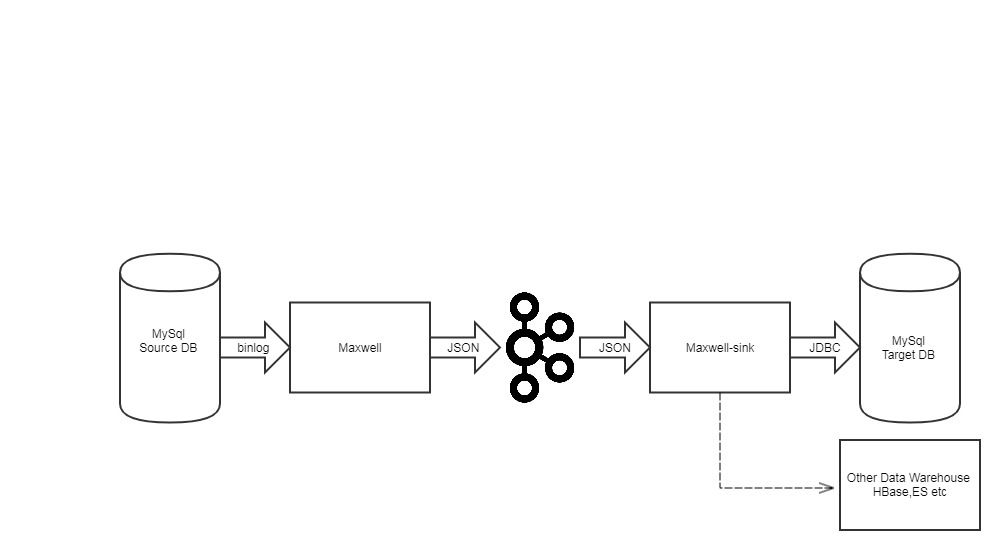 MySql
Source DB
binlog
Maxwell
JSON
JSON
Maxwell-sink
JDBC
MySql
Target DB
Other Data Warehouse
HBase,ES etc